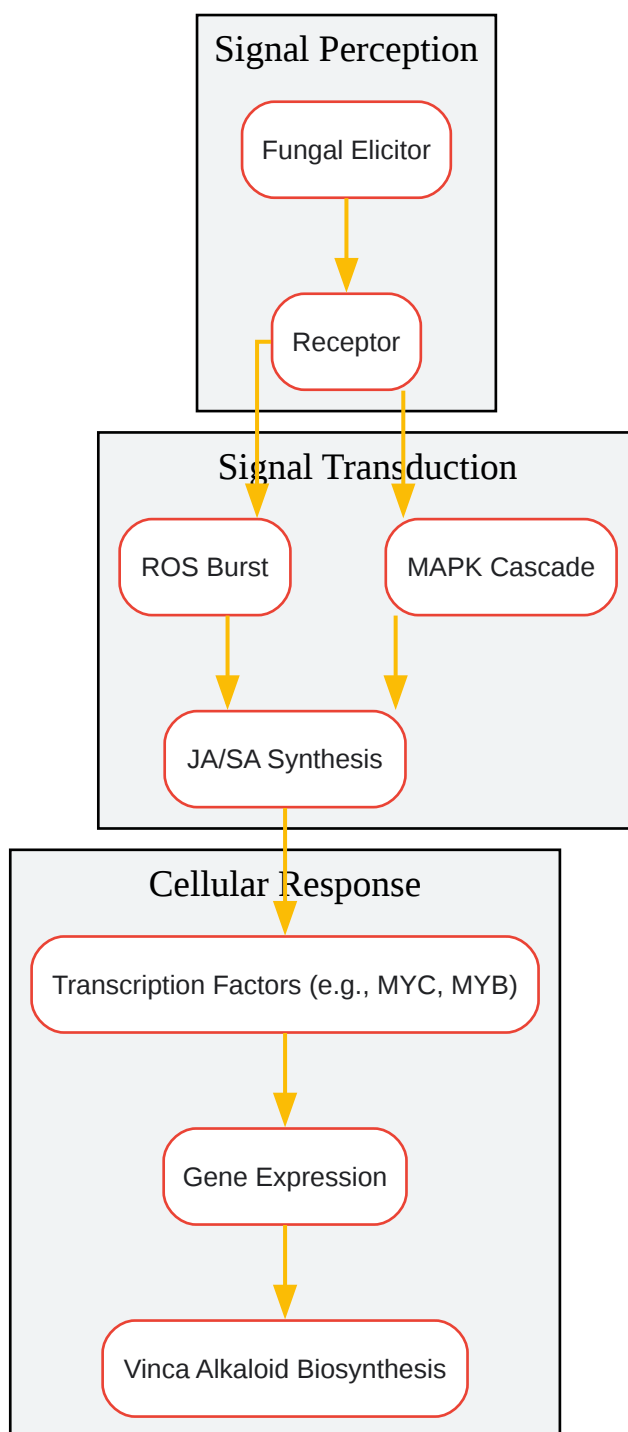 Signal Perception
Fungal Elicitor
Receptor
Signal Transduction
ROS Burst
MAPK Cascade
JA/SA Synthesis
Cellular Response
Transcription Factors (e.g., MYC, MYB)
Gene Expression
Vinca Alkaloid Biosynthesis